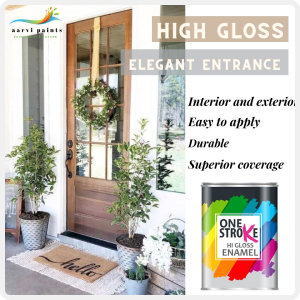 aarvi paints
HIGH GLOSS
ELEGANT ENTRANCE
Interior and exterior
Easy to apply
Durable
Superior coverage
ONE
STROKE
HI GLOSS
ENAMEL
hello